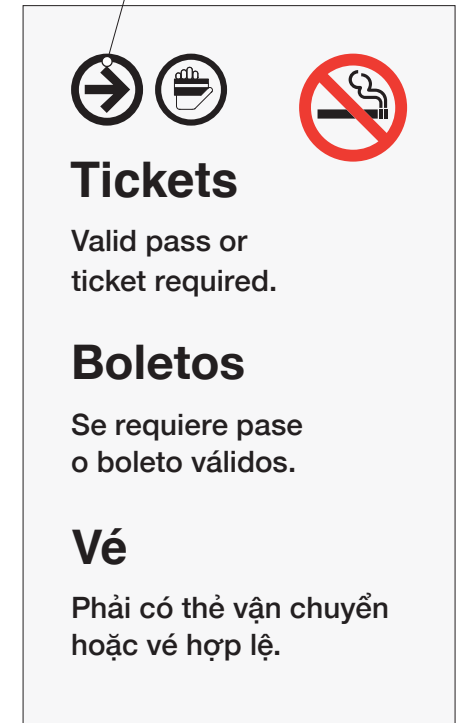 Tickets
Valid pass or
ticket required.
Boletos
Se requiere pase
o boleto válidos.
Vé
Phải có thẻ vận chuyển
hoặc vé hợp lệ.